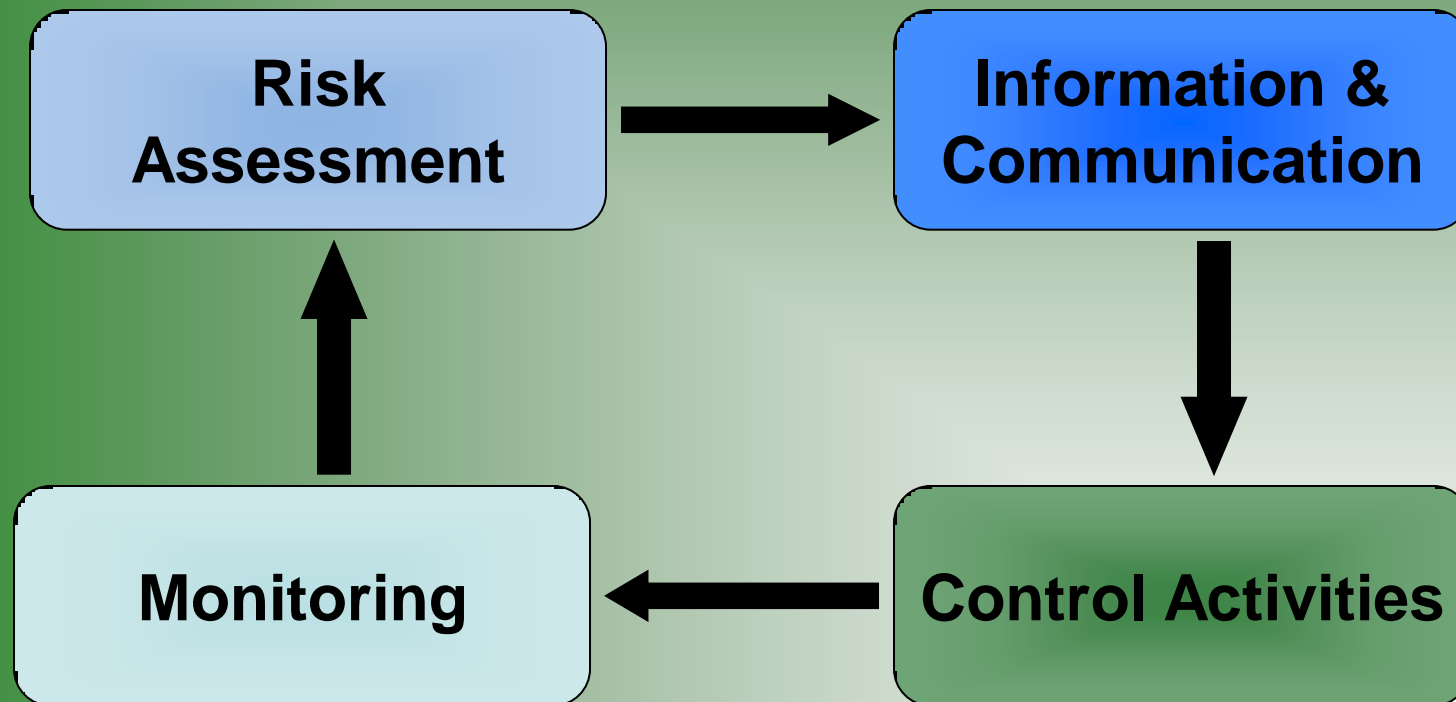 Risk
Assessment
Information &
Communication
Monitoring
Control Activities